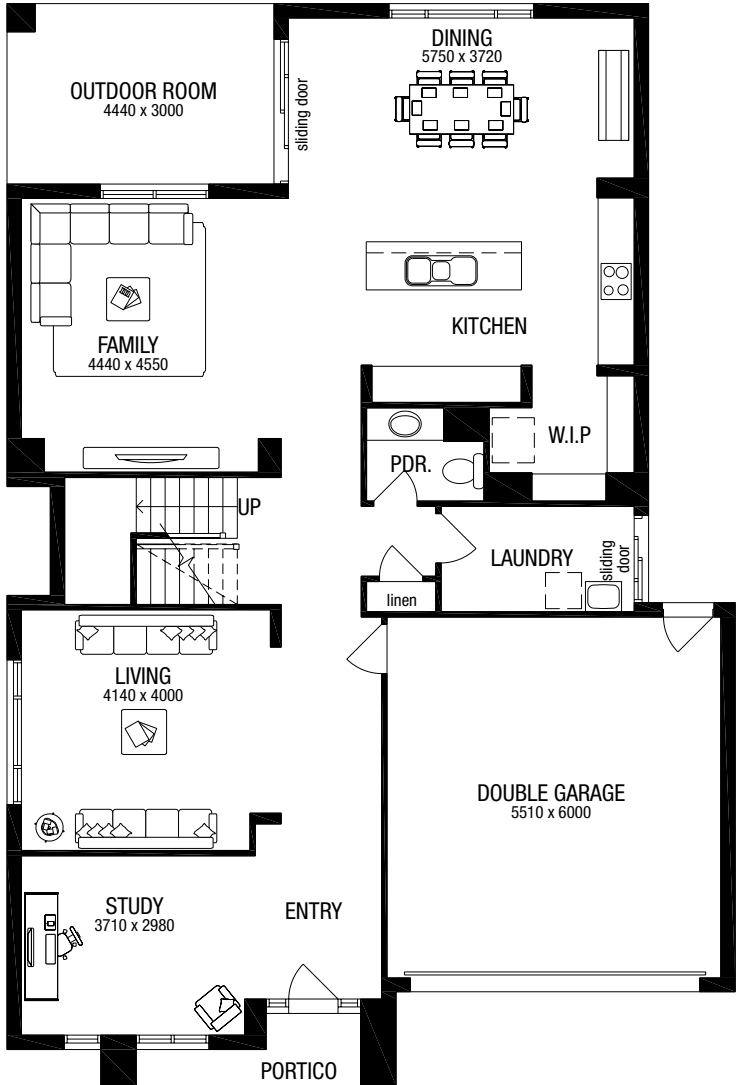 DINING
5750 x 3720
OUTDOOR ROOM
4440 x 3000
sliding door
KITCHEN
FAMILY
4440 x 4550
W.I.P
PDR.
UP
LAUNDRY
sliding
door
linen
LIVING
4140 x 4000
DOUBLE GARAGE
5510 x 6000
STUDY
3710 x 2980
ENTRY
PORTICO